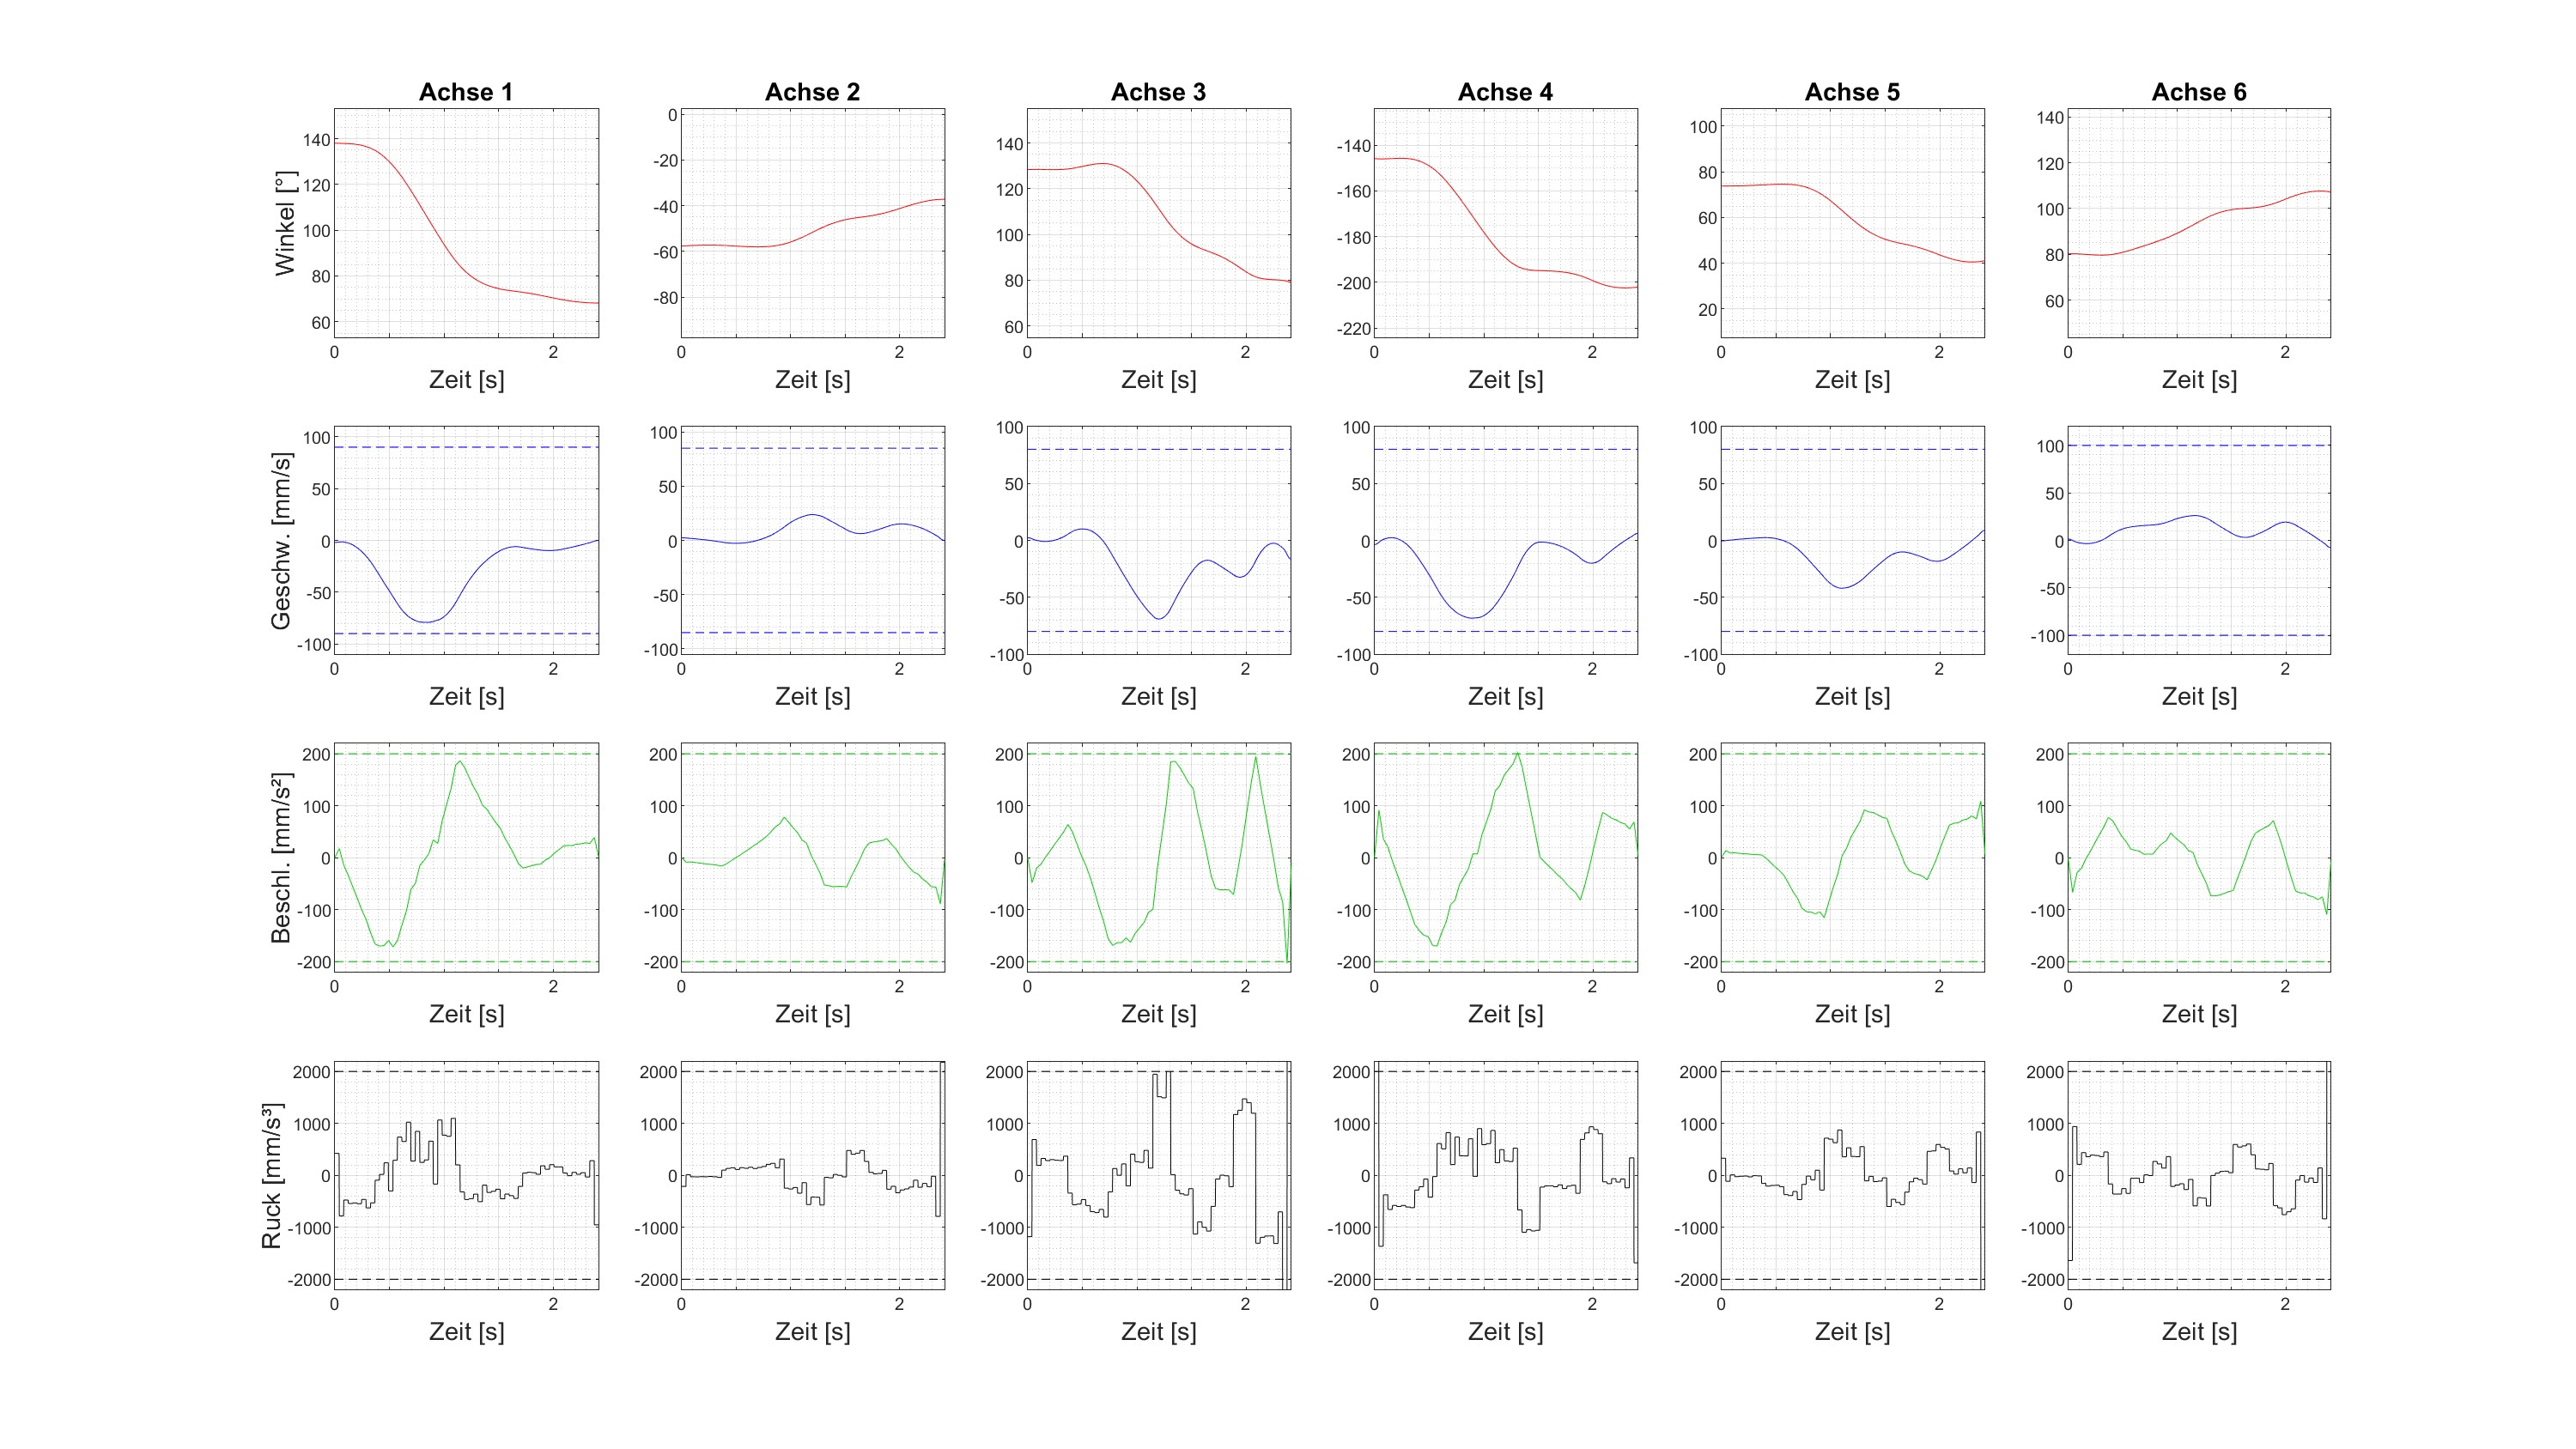 Achse 1 Achse 2 Achse 3 Achse 4 Achse 5 Achse 6
Winkel [°]
140 120 100 80 60
0 -20 -40 -60 -80
140 120 100 80 60
-140 -160 -180 -200 -220
100 80 60 40 20
140 120 100 80 60
0 2 0 2 0 2 0 2 0 2 0 2
Zeit [s] Zeit [s] Zeit [s] Zeit [s] Zeit [s] Zeit [s]
Geschw. [mm/s]
100 50 0 -50 -100
100 50 0 -50 -100
100 50 0 -50 -100
100 50 0 -50 -100
100 50 0 -50 -100
100 50 0 -50 -100
0 2 0 2 0 2 0 2 0 2 0 2
Zeit [s] Zeit [s] Zeit [s] Zeit [s] Zeit [s] Zeit [s]
Beschl. [mm/s²]
200 100 0 -100 -200
200 100 0 -100 -200
200 100 0 -100 -200
200 100 0 -100 -200
200 100 0 -100 -200
200 100 0 -100 -200
0 2 0 2 0 2 0 2 0 2 0 2
Zeit [s] Zeit [s] Zeit [s] Zeit [s] Zeit [s] Zeit [s]
Ruck [mm/s³]
2000 1000 0 -1000 -2000
2000 1000 0 -1000 -2000
2000 1000 0 -1000 -2000
2000 1000 0 -1000 -2000
2000 1000 0 -1000 -2000
2000 1000 0 -1000 -2000
0 2 0 2 0 2 0 2 0 2 0 2
Zeit [s] Zeit [s] Zeit [s] Zeit [s] Zeit [s] Zeit [s]